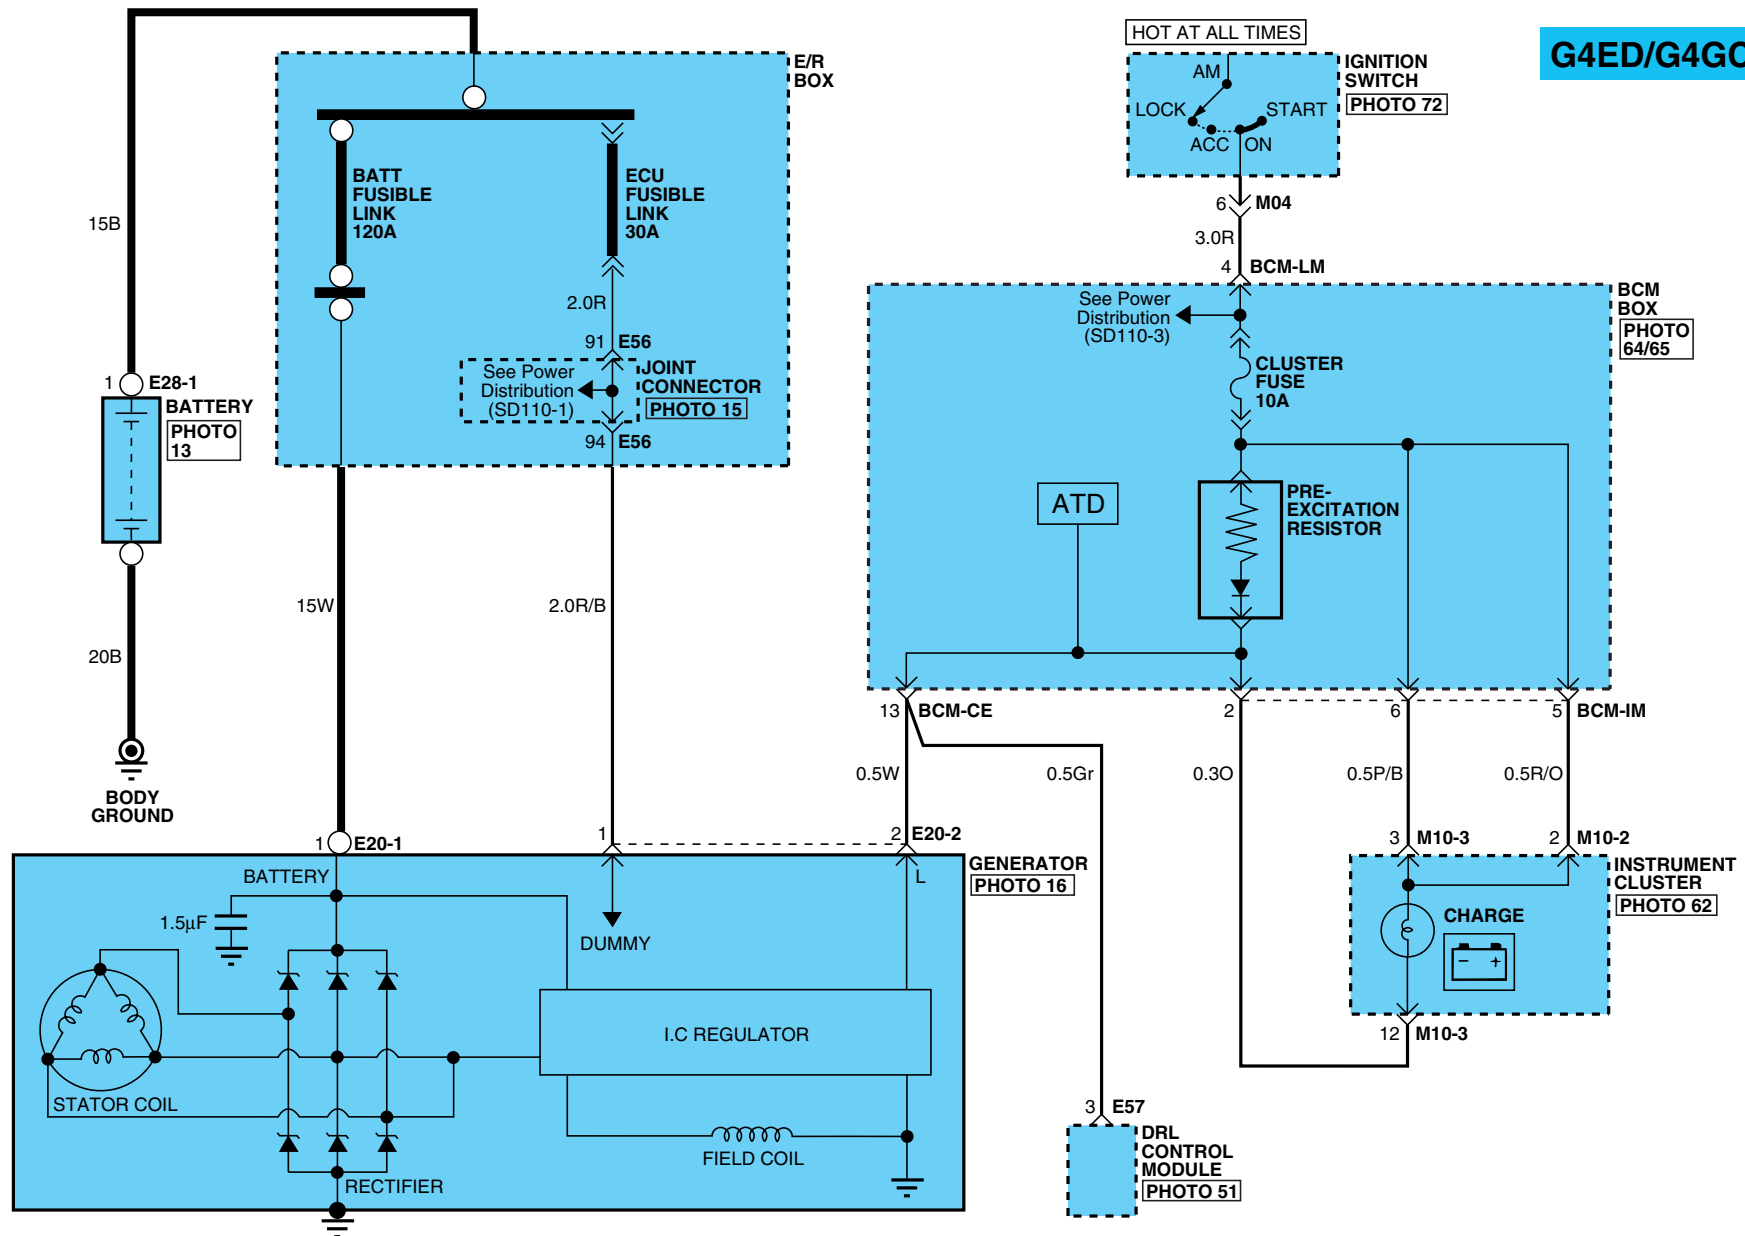 HOT AT ALL TIMES
G4ED/G4GC
E/R
BOX
AM
LOCK
START
ACC
ON
IGNITION
SWITCH
PHOTO 72
BATT
FUSIBLE
LINK
120A
ECU
FUSIBLE
LINK
30A
15B
6
M04
3.0R
4
BCM-LM
2.0R
91
E56
See Power
Distribution
(SD110-1)
JOINT
CONNECTOR
PHOTO 15
94
E56
See Power
Distribution
(SD110-3)
BCM
BOX
PHOTO
64/65
CLUSTER
FUSE
10A
1
E28-1
BATTERY
PHOTO
13
ATD
PRE-
EXCITATION
RESISTOR
15W
2.0R/B
20B
BODY
GROUND
13
BCM-CE
2
6
5
BCM-IM
0.5W
0.5Gr
0.3O
0.5P/B
0.5R/O
1
E20-1
1
2
E20-2
3
M10-3
2
M10-2
GENERATOR
PHOTO 16
INSTRUMENT
CLUSTER
PHOTO 62
BATTERY
L
1.5µF
DUMMY
CHARGE
- +
I.C REGULATOR
12
M10-3
STATOR COIL
FIELD COIL
RECTIFIER
3
E57
DRL
CONTROL
MODULE
PHOTO 51